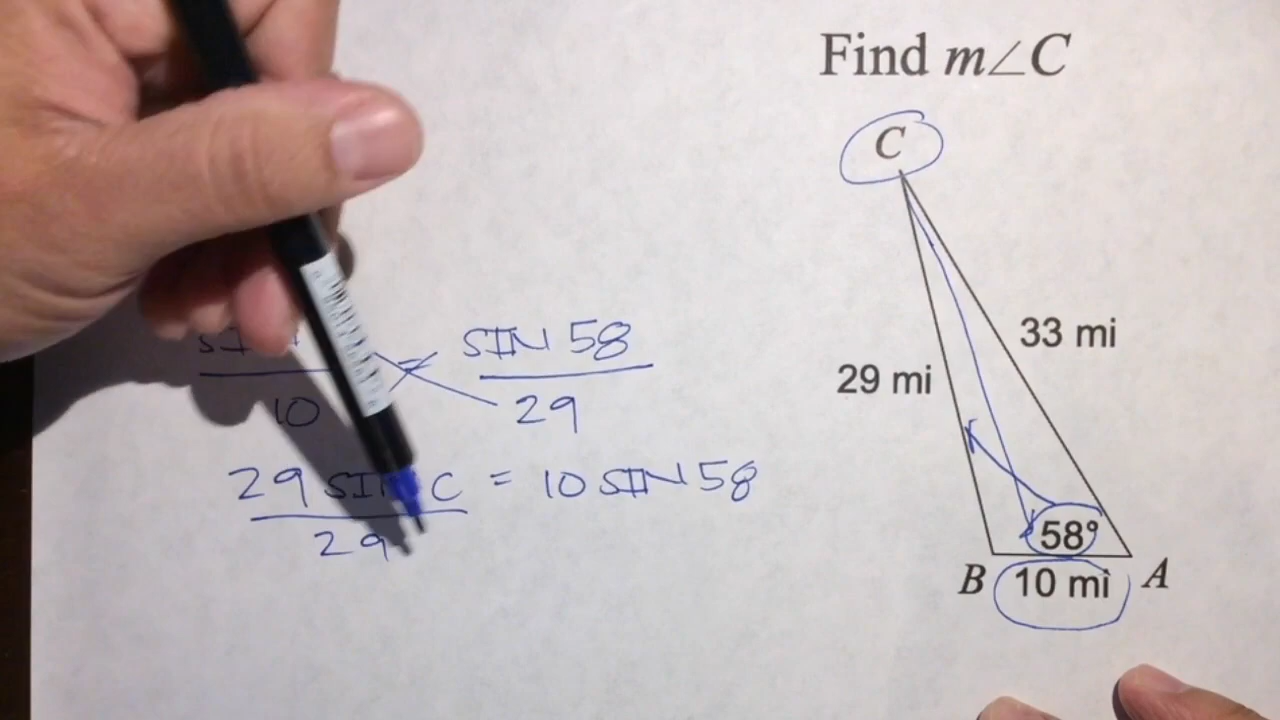 Find m∠C
C
33 mi
29 mi
58°
B 10 mi A
SIN 58
10 = 29
29 SIN C = 10 SIN 58
29